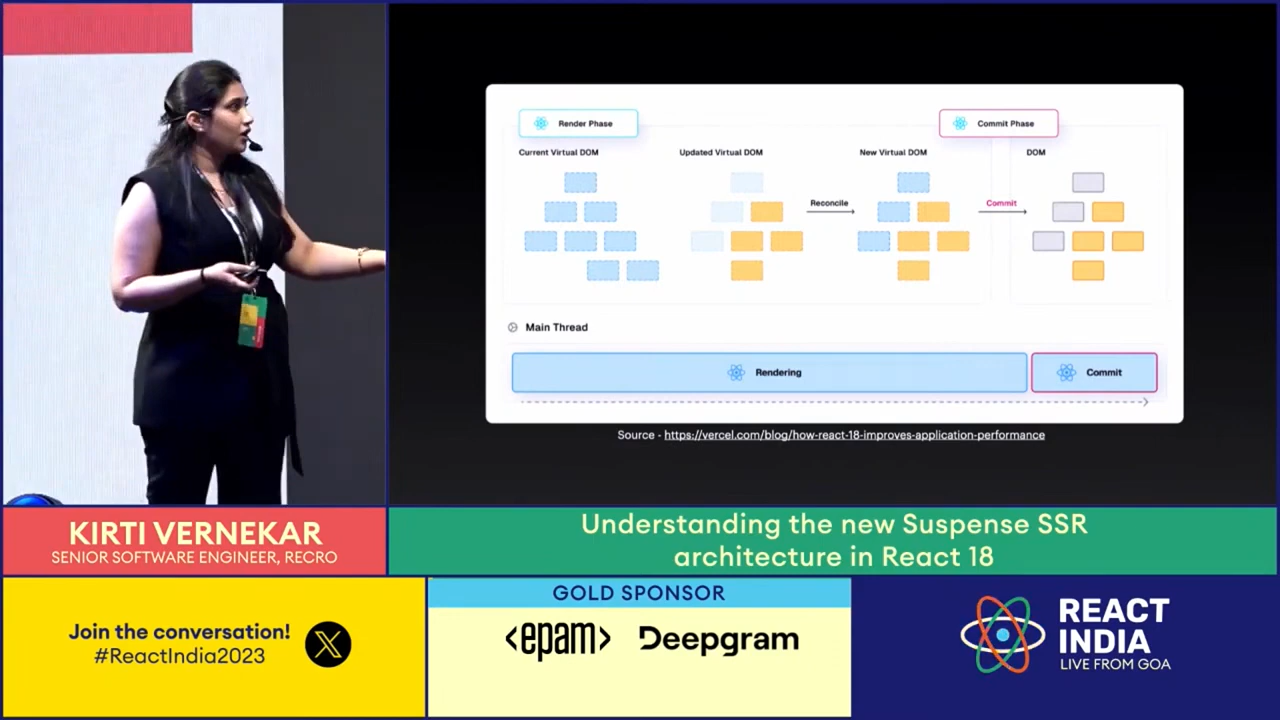 Render Phase
Commit Phase
Current Virtual DOM
Updated Virtual DOM
New Virtual DOM
DOM
Reconcile
Commit
Main Thread
Rendering
Commit
Source - https://vercel.com/blog/how-react-18-improves-application-performance
KIRTI VERNEKAR
SENIOR SOFTWARE ENGINEER, RECRO
Understanding the new Suspense SSR
architecture in React 18
Join the conversation!
#ReactIndia2023
GOLD SPONSOR
<epam>
Deepgram
REACT
INDIA
LIVE FROM GOA